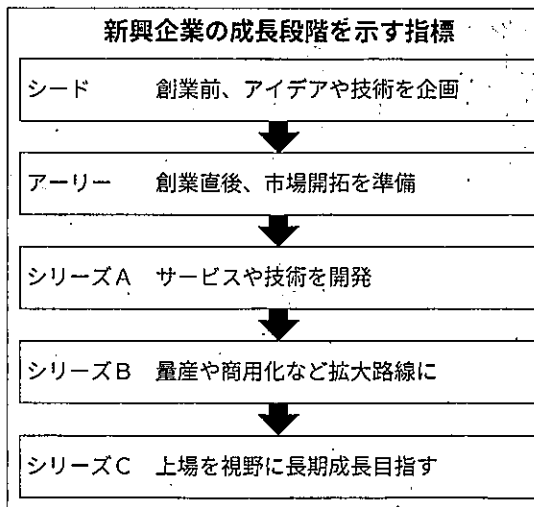 新興企業の成長段階を示す指標
シード 創業前、アイデアや技術を企画
アーリー 創業直後、市場開拓を準備
シリーズA サービスや技術を開発
シリーズB 量産や商用化など拡大路線に
シリーズC 上場を視野に長期成長目指す